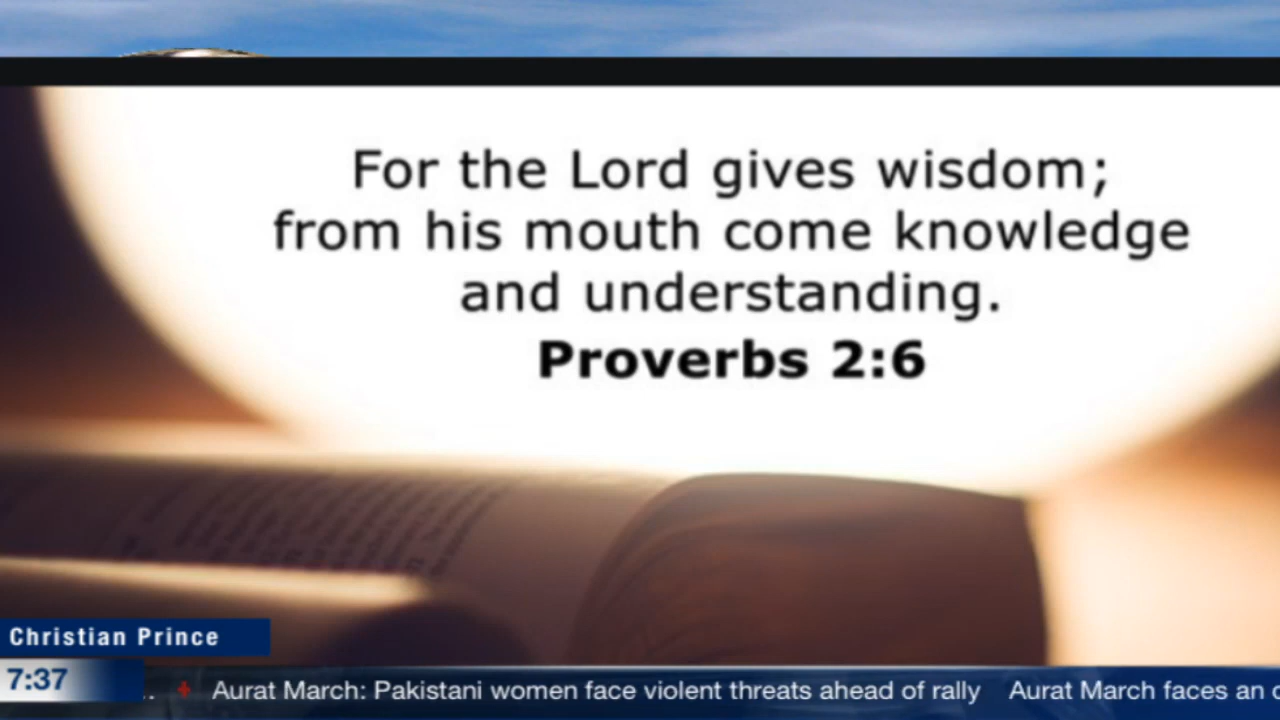 For the Lord gives wisdom;
from his mouth come knowledge
and understanding.
Proverbs 2:6
Christian Prince
7:37
.. Aurat March: Pakistani women face violent threats ahead of rally Aurat March faces an